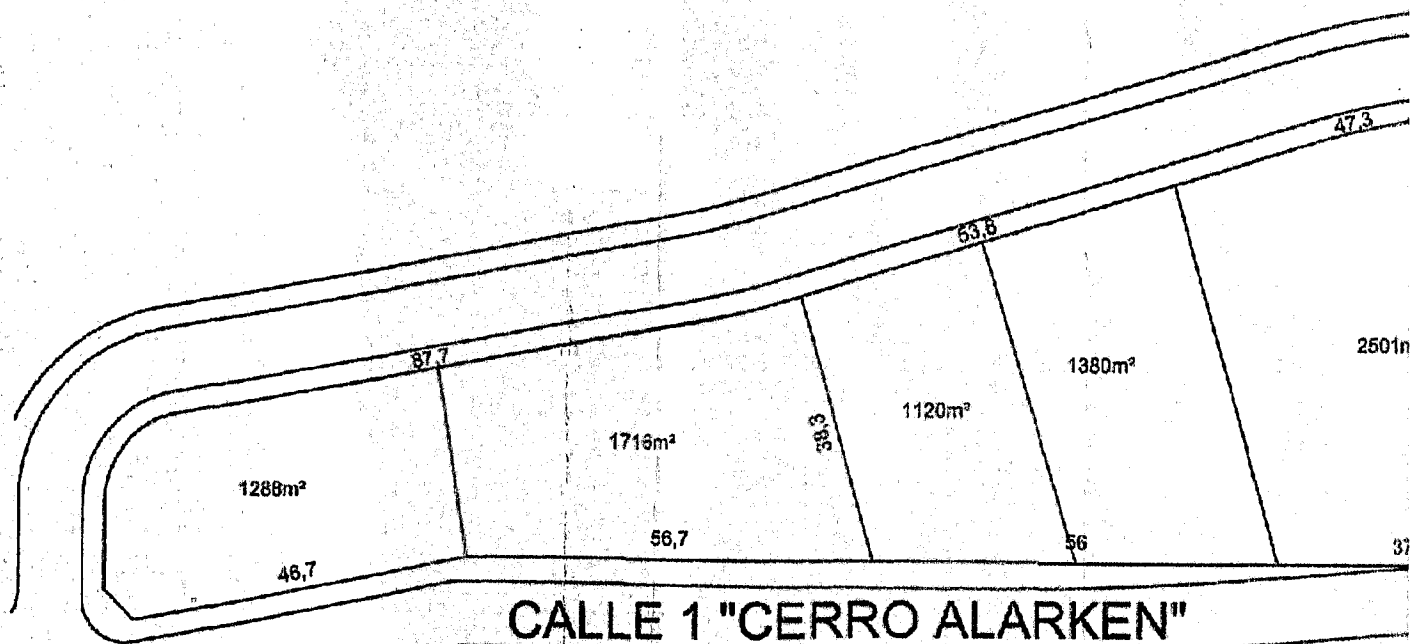 47,3
53,8
87,7
2501m
1380m²
1120m²
38,3
1716m²
1288m²
56,7
56
37
46,7
CALLE 1 "CERRO ALARKEN"